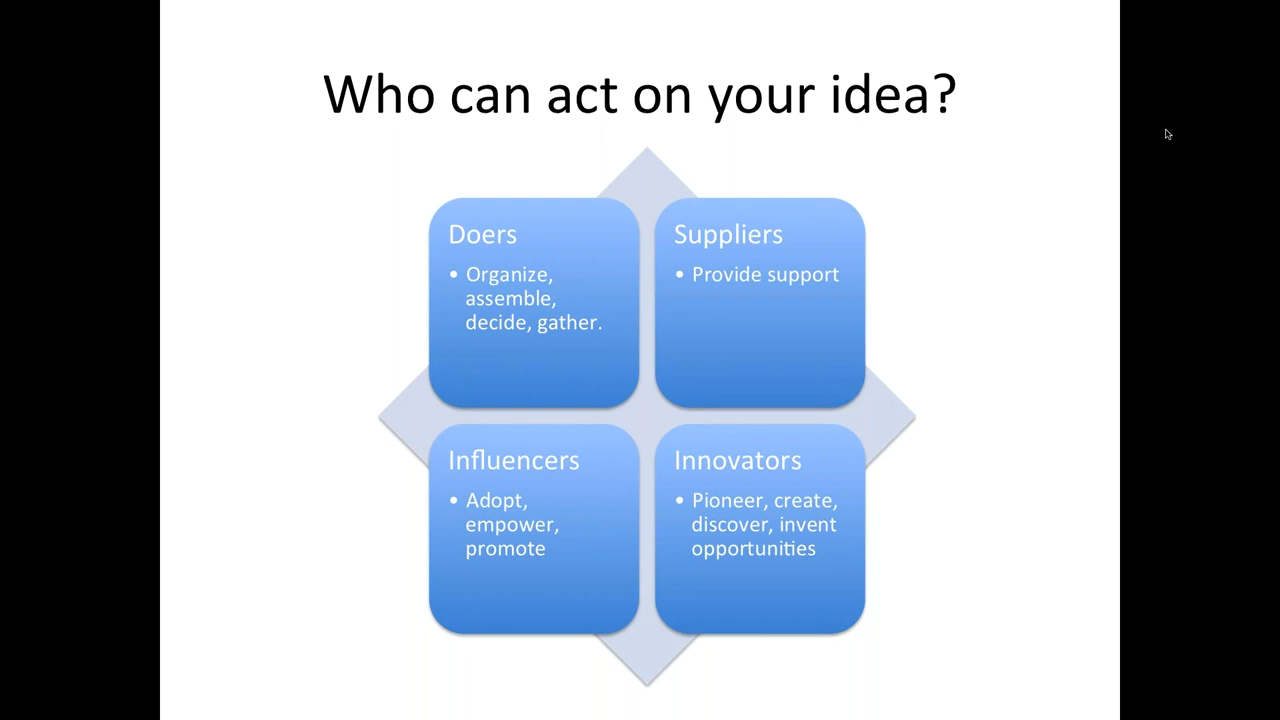 Who can act on your idea?
Doers
• Organize,
assemble,
decide, gather.
Suppliers
• Provide support
Influencers
• Adopt,
empower,
promote
Innovators
• Pioneer, create,
discover, invent
opportunities